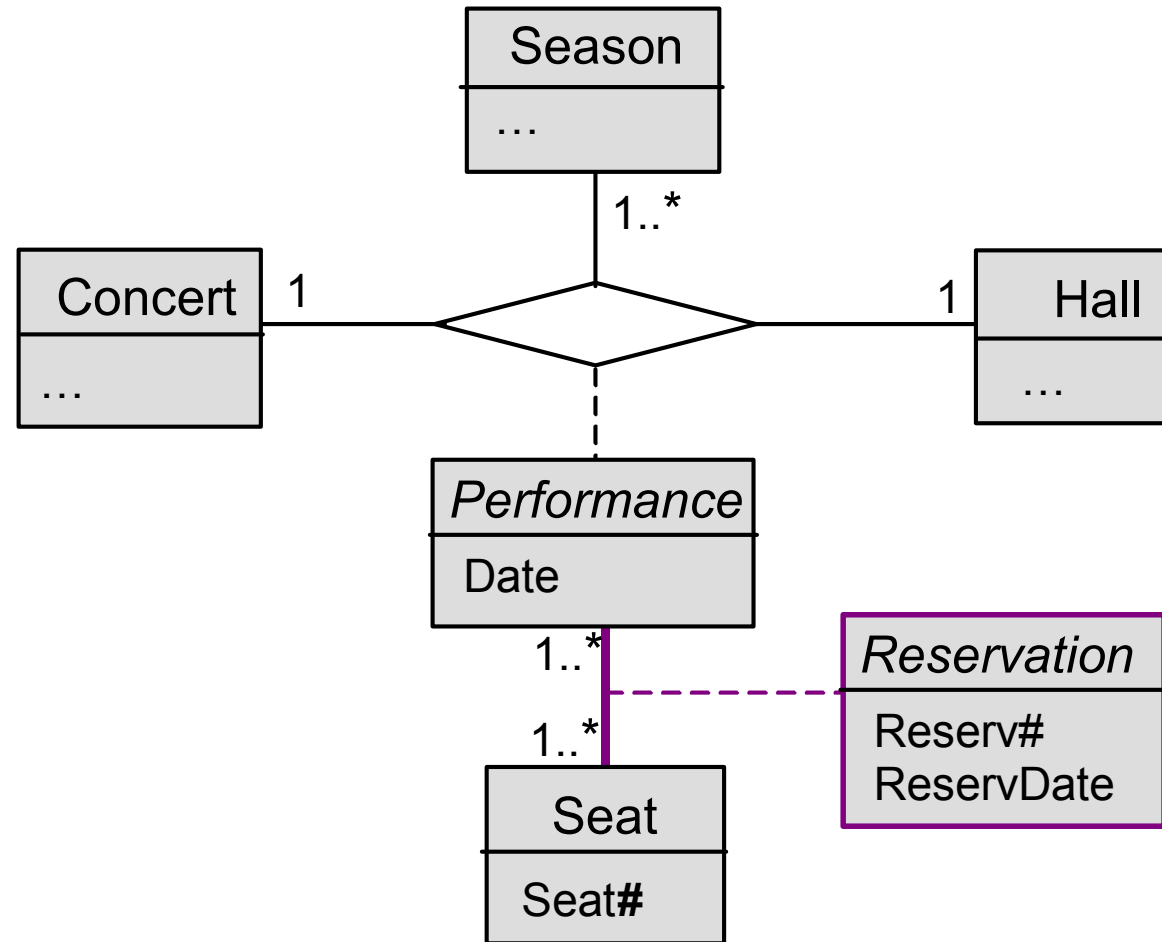 Season
...
1..*
Concert
...
1
1
Hall
...
Performance
Date
1..*
Reservation
Reserv#
ReservDate
1..*
Seat
Seat#